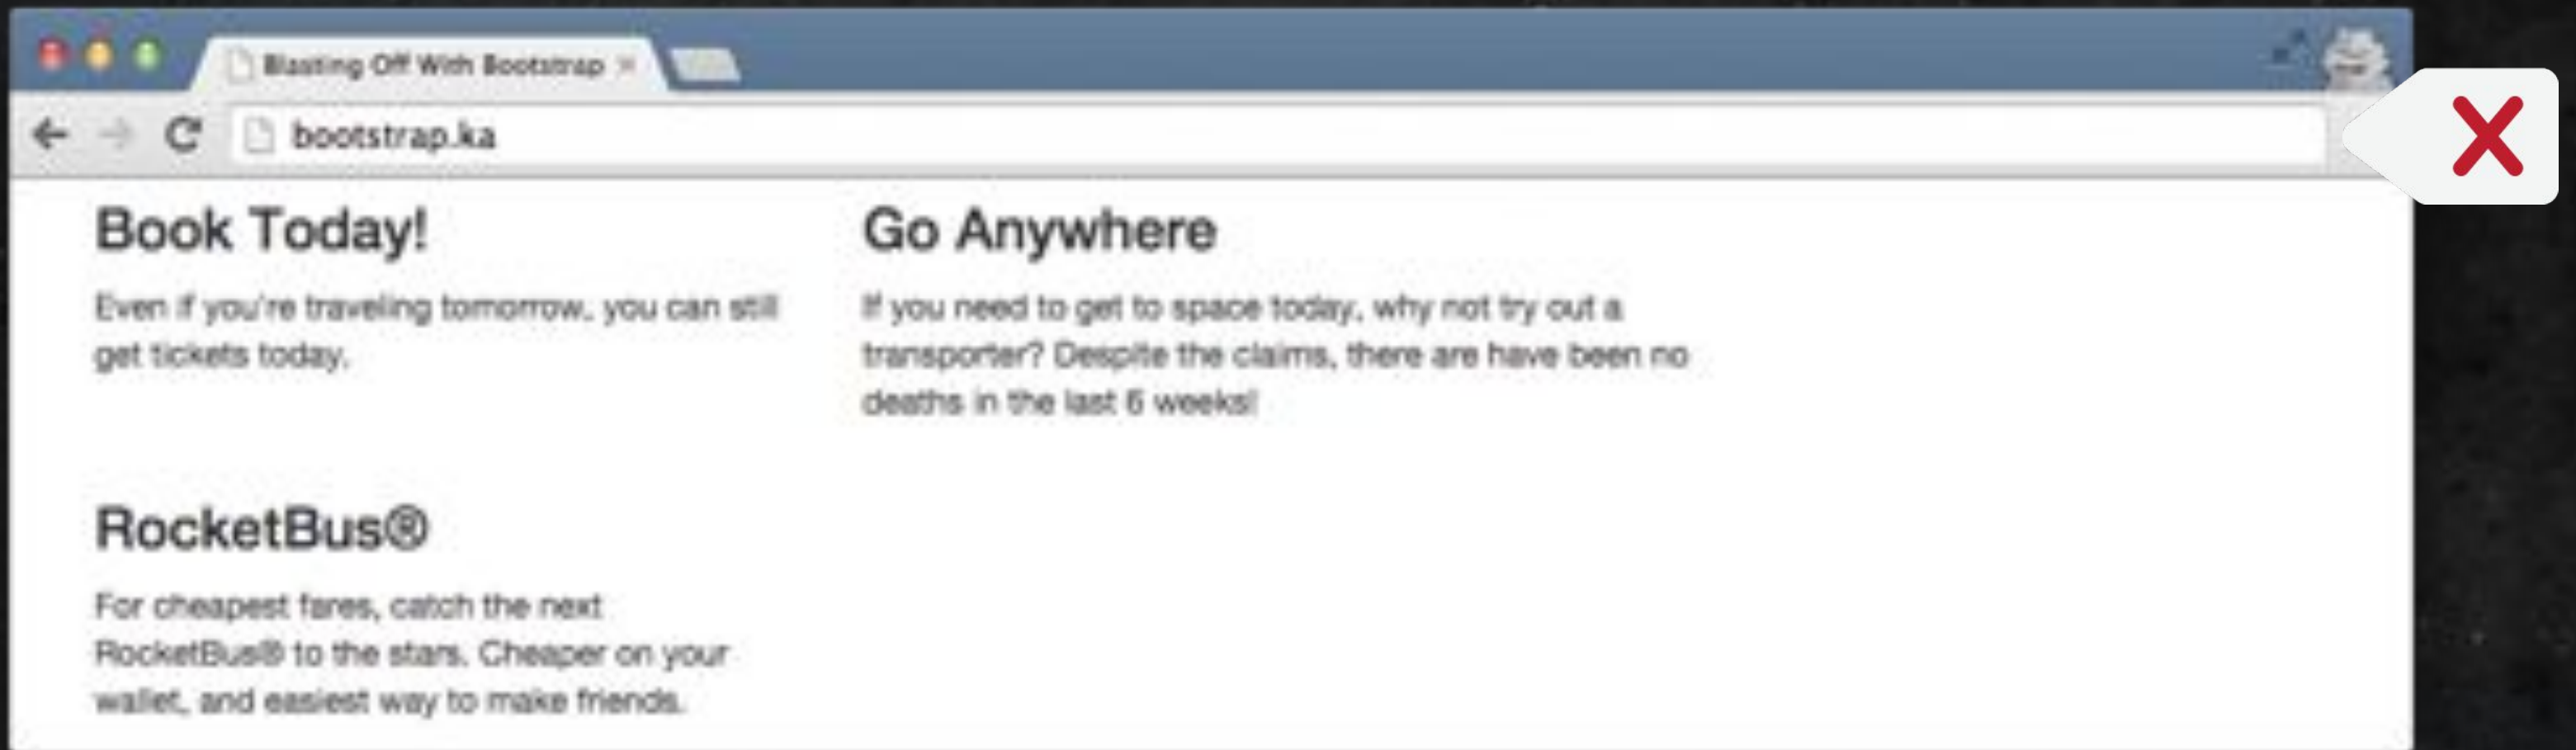 Blasting Off With Bootstrap
bootstrap.ka
Book Today!
Even if you're traveling tomorrow, you can still
get tickets today.
Go Anywhere
If you need to get to space today, why not try out a
transporter? Despite the claims, there are have been no
deaths in the last 6 weeks!
RocketBus®
For cheapest fares, catch the next
RocketBus® to the stars. Cheaper on your
wallet, and easiest way to make friends.